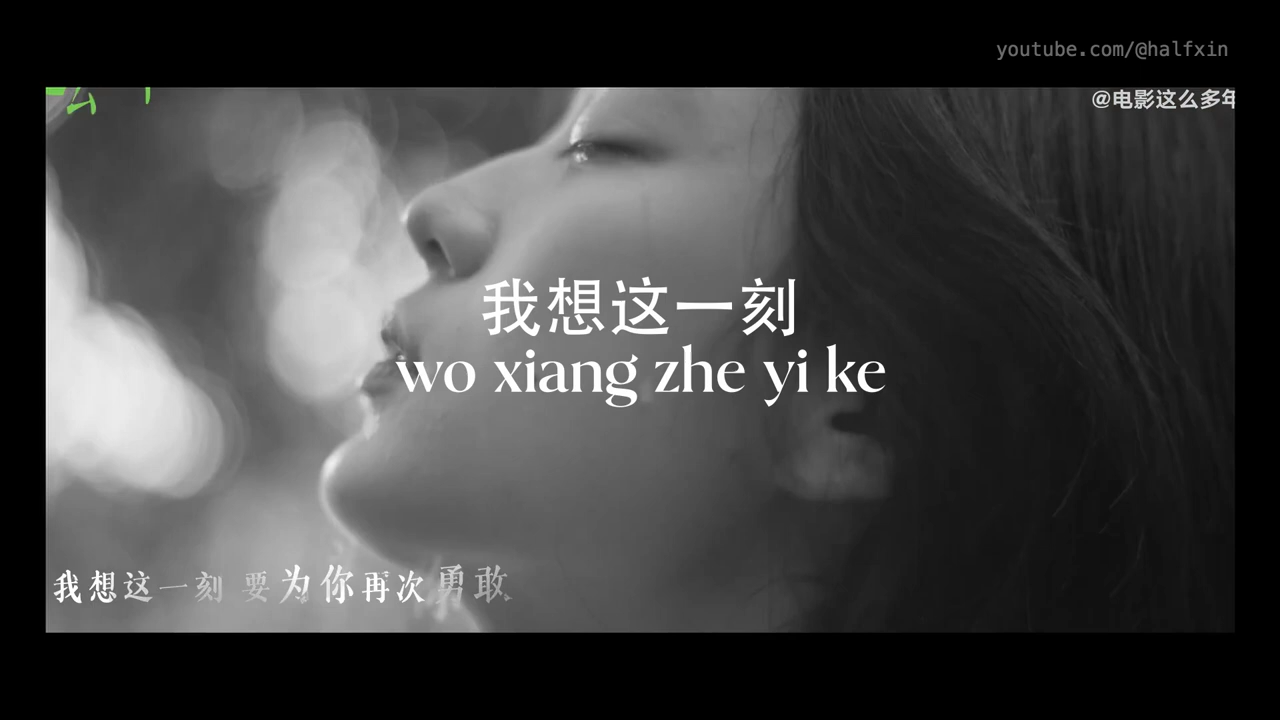 youtube.com/@halfxin
@电影这么多年
我想这一刻
wo xiang zhe yi ke
我想这一刻 要为你再次勇敢